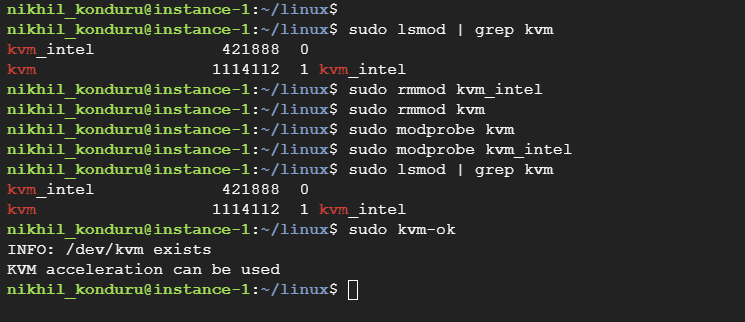 nikhil_konduru@instance-1:~/linux$
nikhil_konduru@instance-1:~/linux$ sudo lsmod | grep kvm
kvm_intel             421888  0
kvm                  1114112  1 kvm_intel
nikhil_konduru@instance-1:~/linux$ sudo rmmod kvm_intel
nikhil_konduru@instance-1:~/linux$ sudo rmmod kvm
nikhil_konduru@instance-1:~/linux$ sudo modprobe kvm
nikhil_konduru@instance-1:~/linux$ sudo modprobe kvm_intel
nikhil_konduru@instance-1:~/linux$ sudo lsmod | grep kvm
kvm_intel             421888  0
kvm                  1114112  1 kvm_intel
nikhil_konduru@instance-1:~/linux$ sudo kvm-ok
INFO: /dev/kvm exists
KVM acceleration can be used
nikhil_konduru@instance-1:~/linux$